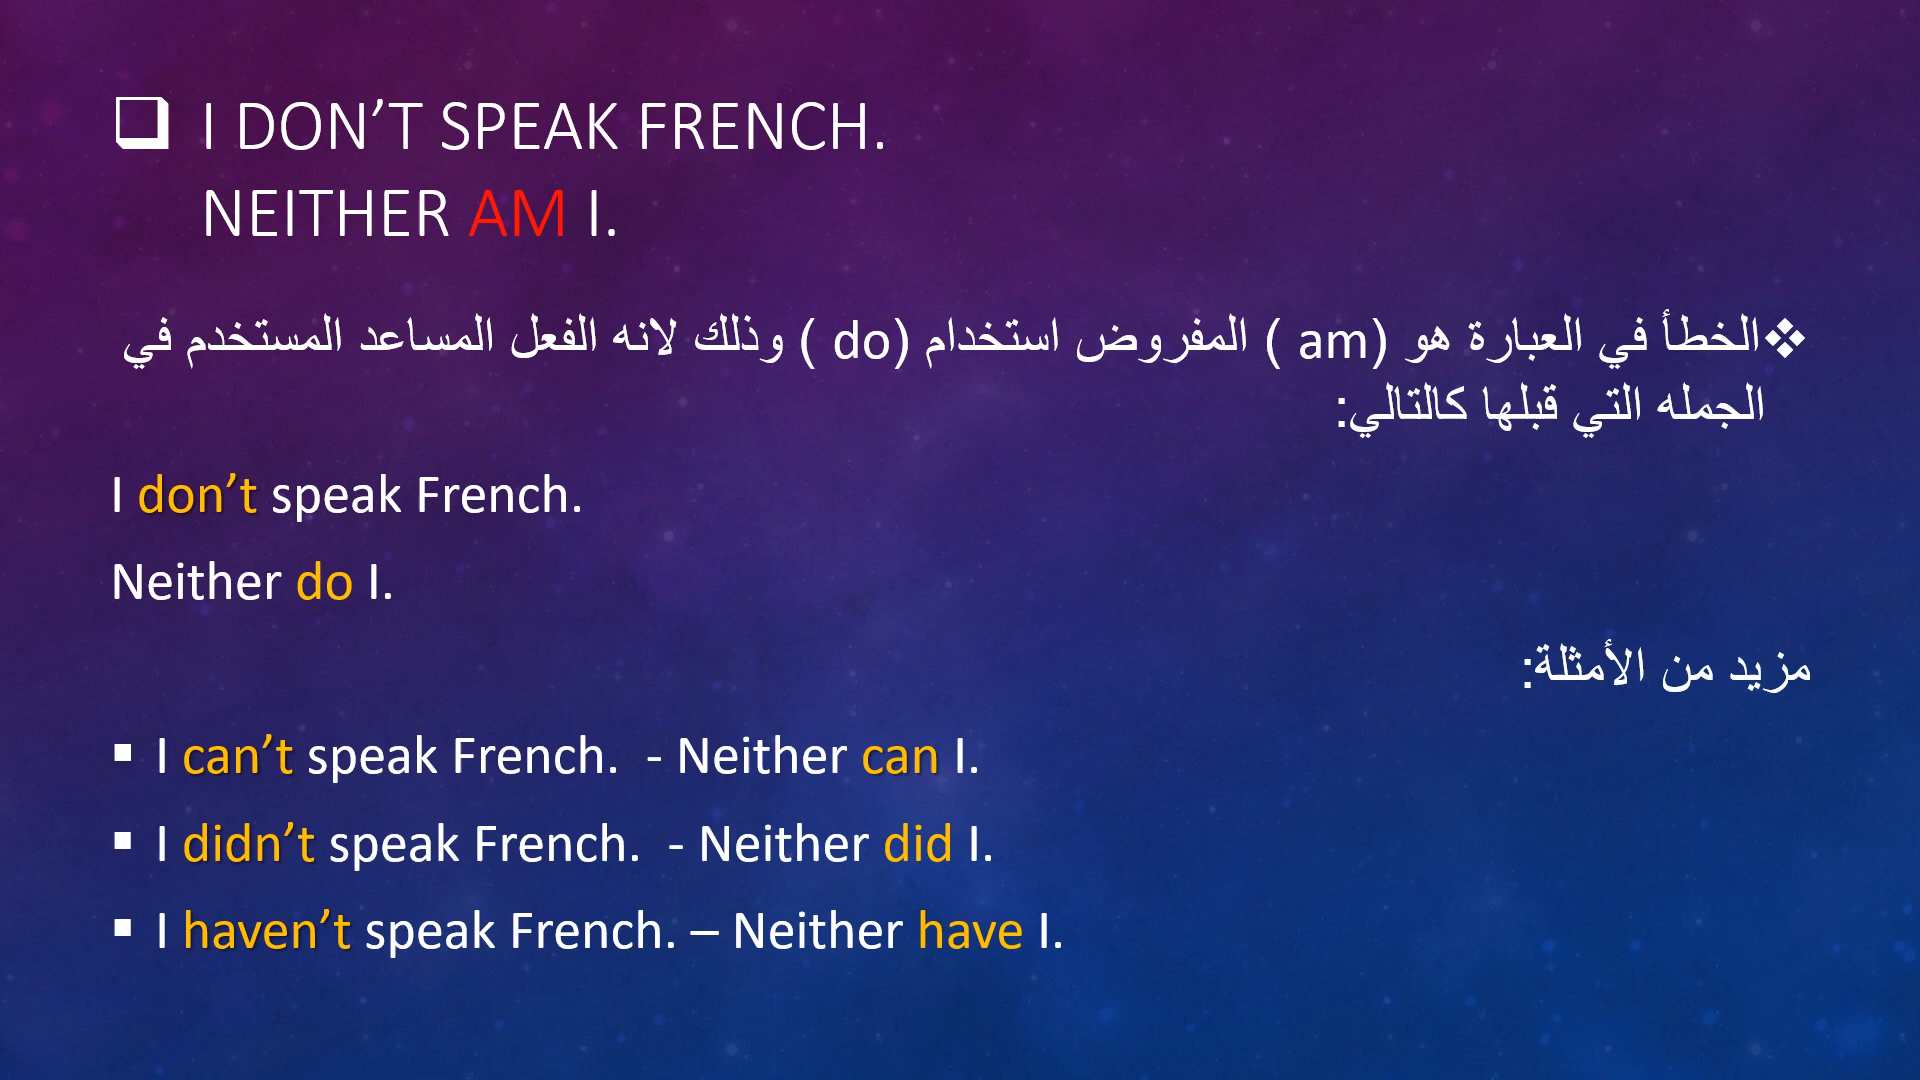 I DON’T SPEAK FRENCH.
NEITHER AM I.
الخطأ في العبارة هو (am ) المفروض استخدام (do ) وذلك لانه الفعل المساعد المستخدم في
الجمله التي قبلها كالتالي:
I don’t speak French.
Neither do I.
مزيد من الأمثلة:
I can’t speak French.  - Neither can I.
I didn’t speak French.  - Neither did I.
I haven’t speak French. – Neither have I.